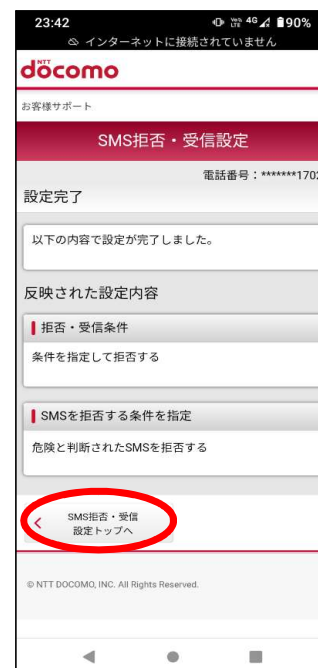 23:42
VoLTE 4G 90%
インターネットに接続されていません
NTT
döcomo
お客様サポート
SMS拒否・受信設定
電話番号：*******1702
設定完了
以下の内容で設定が完了しました。
反映された設定内容
拒否・受信条件
条件を指定して拒否する
SMSを拒否する条件を指定
危険と判断されたSMSを拒否する
SMS拒否・受信
設定トップへ
© NTT DOCOMO, INC. All Rights Reserved.